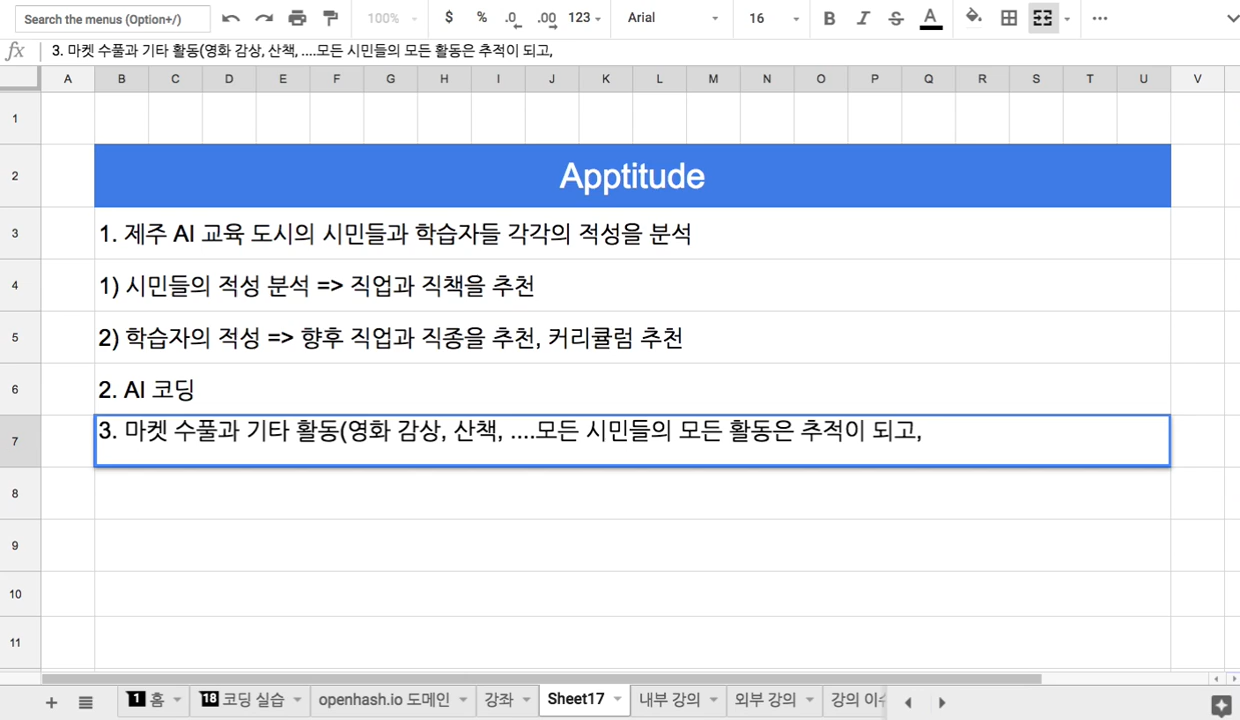 Search the menus (Option+/)
100%
$ % .0 .00 123
Arial
16
B I S A
fx 3. 마켓 수풀과 기타 활동(영화 감상, 산책, ....모든 시민들의 모든 활동은 추적이 되고,
A B C D E F G H I J K L M N O P Q R S T U V
1
2 Apptitude
3 1. 제주 AI 교육 도시의 시민들과 학습자들 각각의 적성을 분석
4 1) 시민들의 적성 분석 => 직업과 직책을 추천
5 2) 학습자의 적성 => 향후 직업과 직종을 추천, 커리큘럼 추천
6 2. AI 코딩
7 3. 마켓 수풀과 기타 활동(영화 감상, 산책, ....모든 시민들의 모든 활동은 추적이 되고,
8
9
10
11
1 홈 18 코딩 실습 openhash.io 도메인 강좌 Sheet17 내부 강의 외부 강의 강의 이